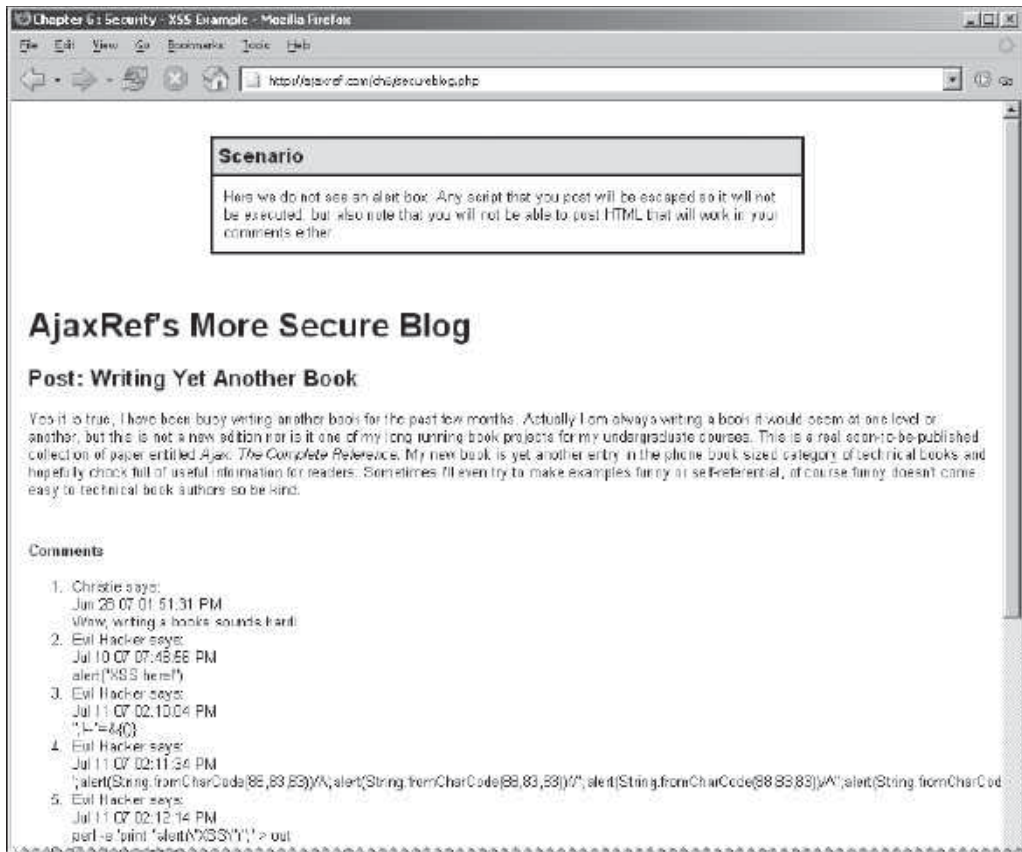 Chapter 6 : Security - XSS Example - Mozilla Firefox
File Edit View Go Bookmarks Tools Help
http://ajaxref.com/ch6/secureblog.php
Go
Scenario
Here we do not see an alert box. Any script that you post will be escaped so it will not
be executed, but also note that you will not be able to post HTML that will work in your
comments either.
AjaxRef's More Secure Blog
Post: Writing Yet Another Book
Yes it is true, I have been busy writing another book for the past few months. Actually I am always writing a book it would seem at one level or
another, but this is not a new edition nor is it one of my long running book projects for my undergraduate courses. This is a real soon-to-be-published
collection of paper entitled Ajax: The Complete Reference. My new book is yet another entry in the phone book sized category of technical books and
hopefully chock full of useful information for readers. Sometimes I'll even try to make examples funny or self-referential, of course funny doesn't come
easy to technical book authors so be kind.
Comments
1. Christie says:
Jun 26 07 01:51:31 PM
Wow, writing a books sounds hard!
2. Evil Hacker says:
Jul 10 07 07:48:58 PM
alert("XSS here!")
3. Evil Hacker says:
Jul 11 07 02:10:04 PM
'';!--"=&{()}
4. Evil Hacker says:
Jul 11 07 02:11:34 PM
';alert(String.fromCharCode(88,83,83))//\';alert(String.fromCharCode(88,83,83))//";alert(String.fromCharCode(88,83,83))//\";alert(String.fromCharCod
5. Evil Hacker says:
Jul 11 07 02:12:14 PM
perl -e 'print "alert(\"XSS\")";' > out